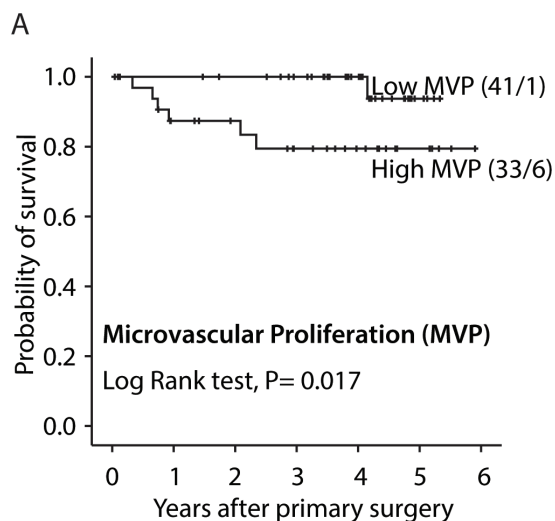 A
1.0
0.8
0.6
0.4
0.2
0.0
Probability of survival
Low MVP (41/1)
High MVP (33/6)
Microvascular Proliferation (MVP)
Log Rank test, P= 0.017
0 1 2 3 4 5 6
Years after primary surgery